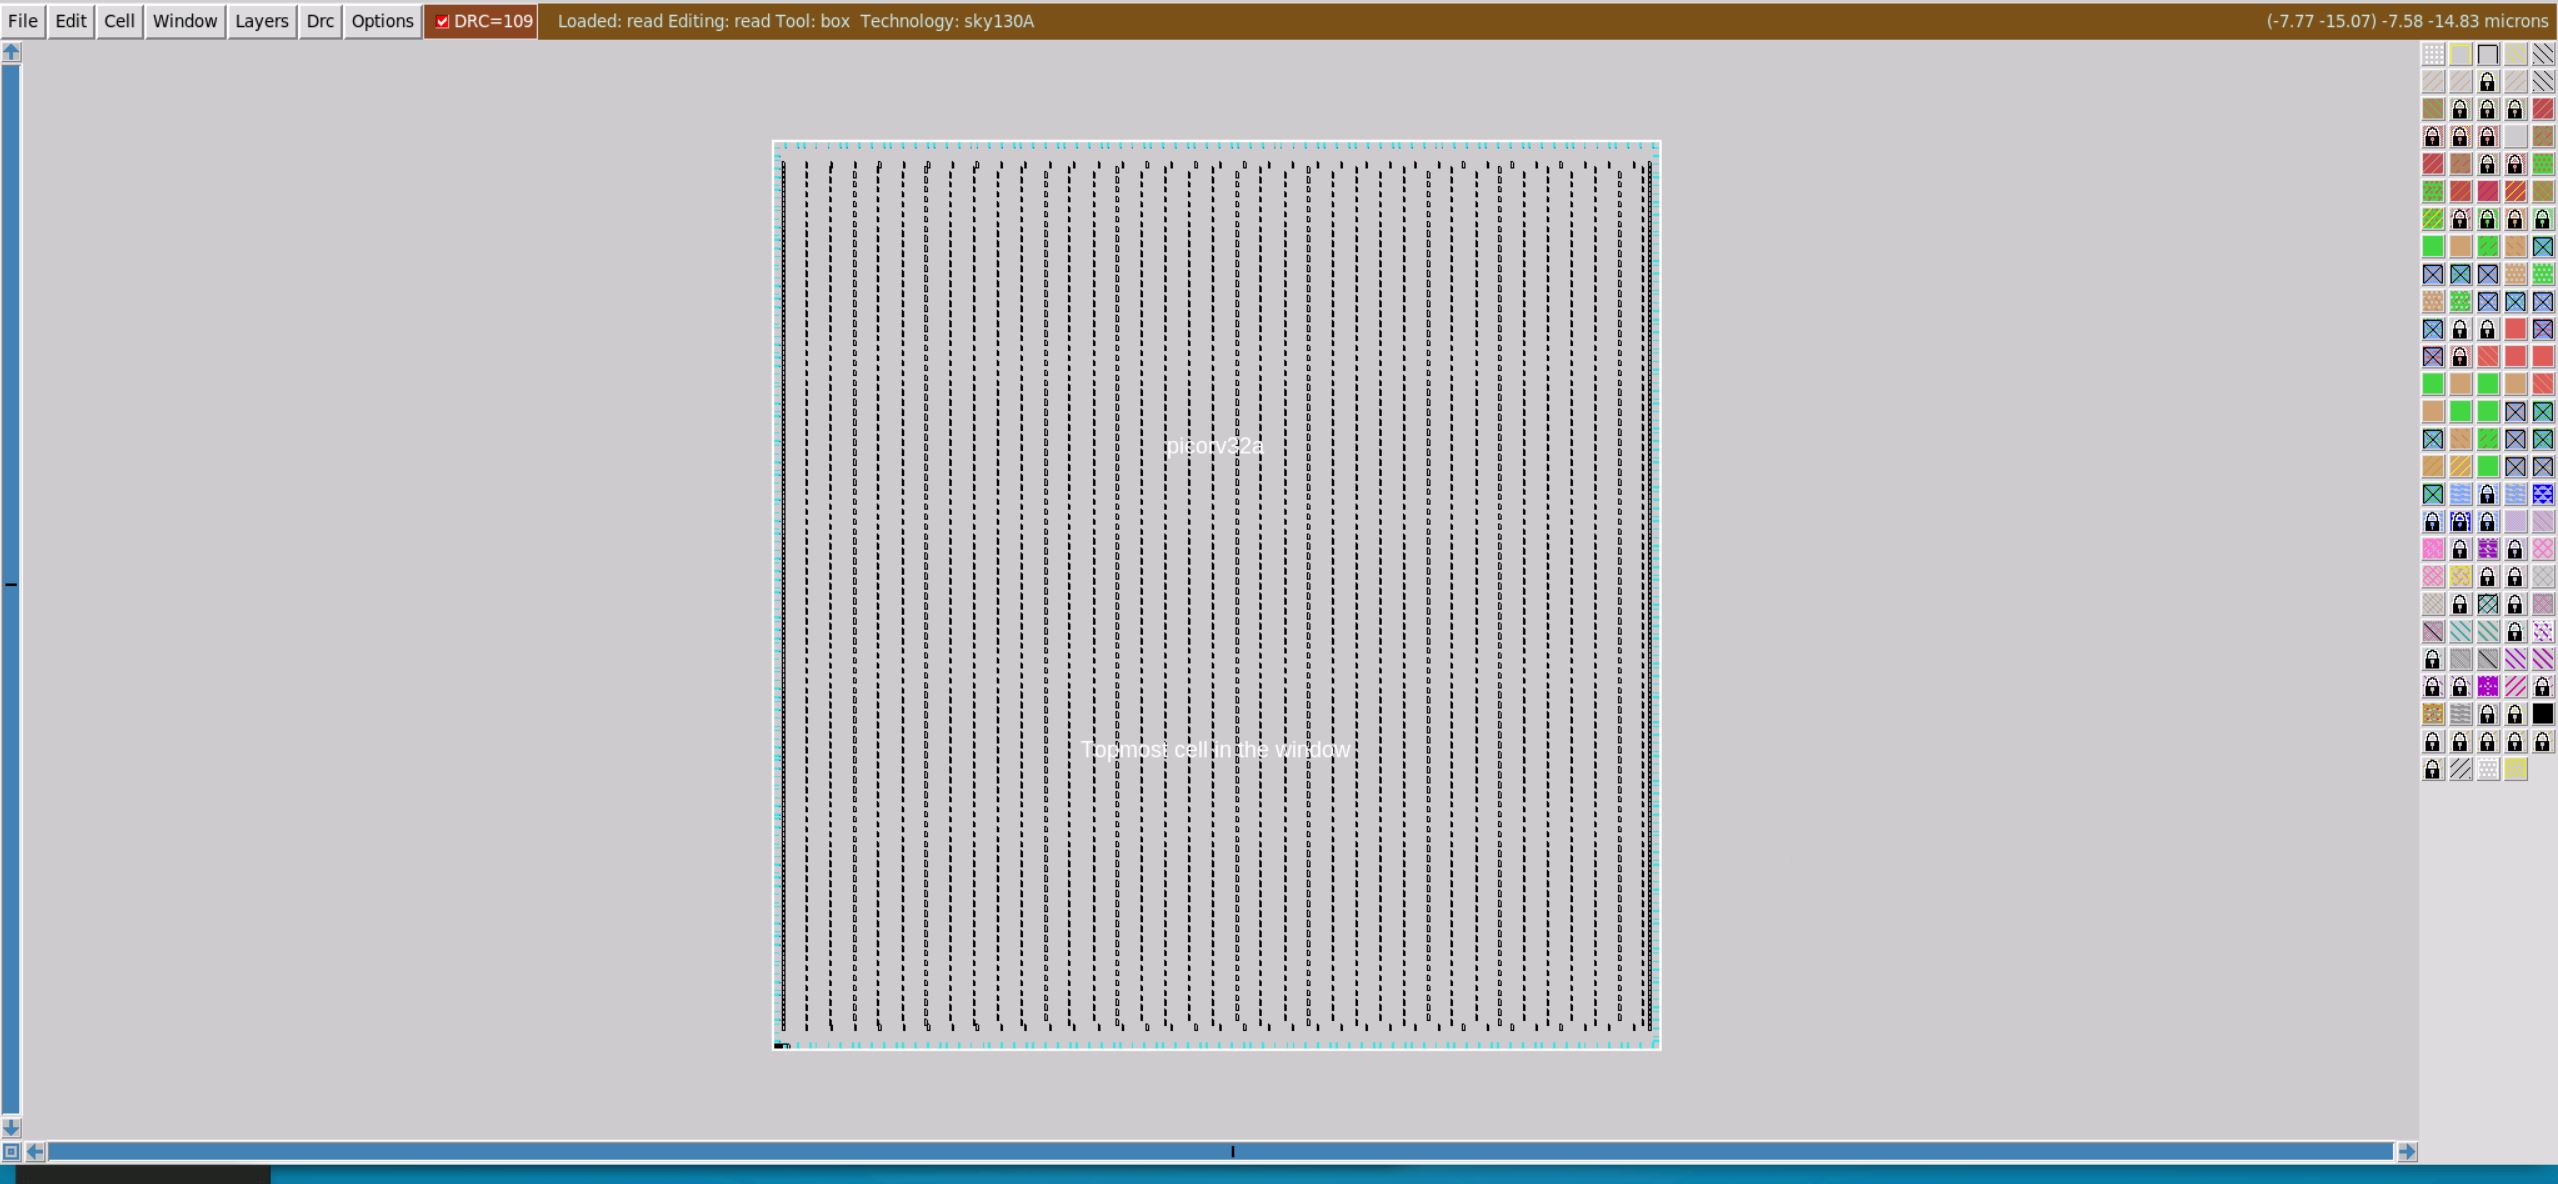 File Edit Cell Window Layers Drc Options DRC=109 Loaded: read Editing: read Tool: box Technology: sky130A (-7.77 -15.07) -7.58 -14.83 microns
picorv32a
Topmost cell in the window